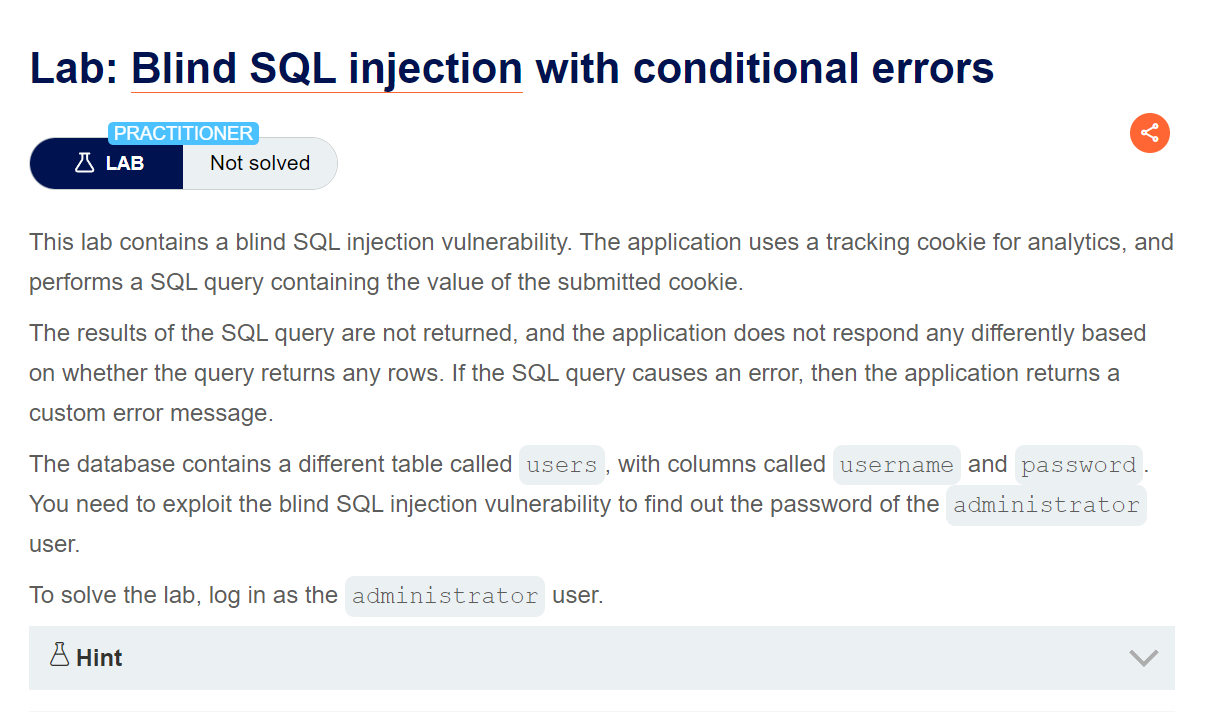 Lab: Blind SQL injection with conditional errors
PRACTITIONER
LAB Not solved
This lab contains a blind SQL injection vulnerability. The application uses a tracking cookie for analytics, and
performs a SQL query containing the value of the submitted cookie.
The results of the SQL query are not returned, and the application does not respond any differently based
on whether the query returns any rows. If the SQL query causes an error, then the application returns a
custom error message.
The database contains a different table called users, with columns called username and password.
You need to exploit the blind SQL injection vulnerability to find out the password of the administrator
user.
To solve the lab, log in as the administrator user.
Hint